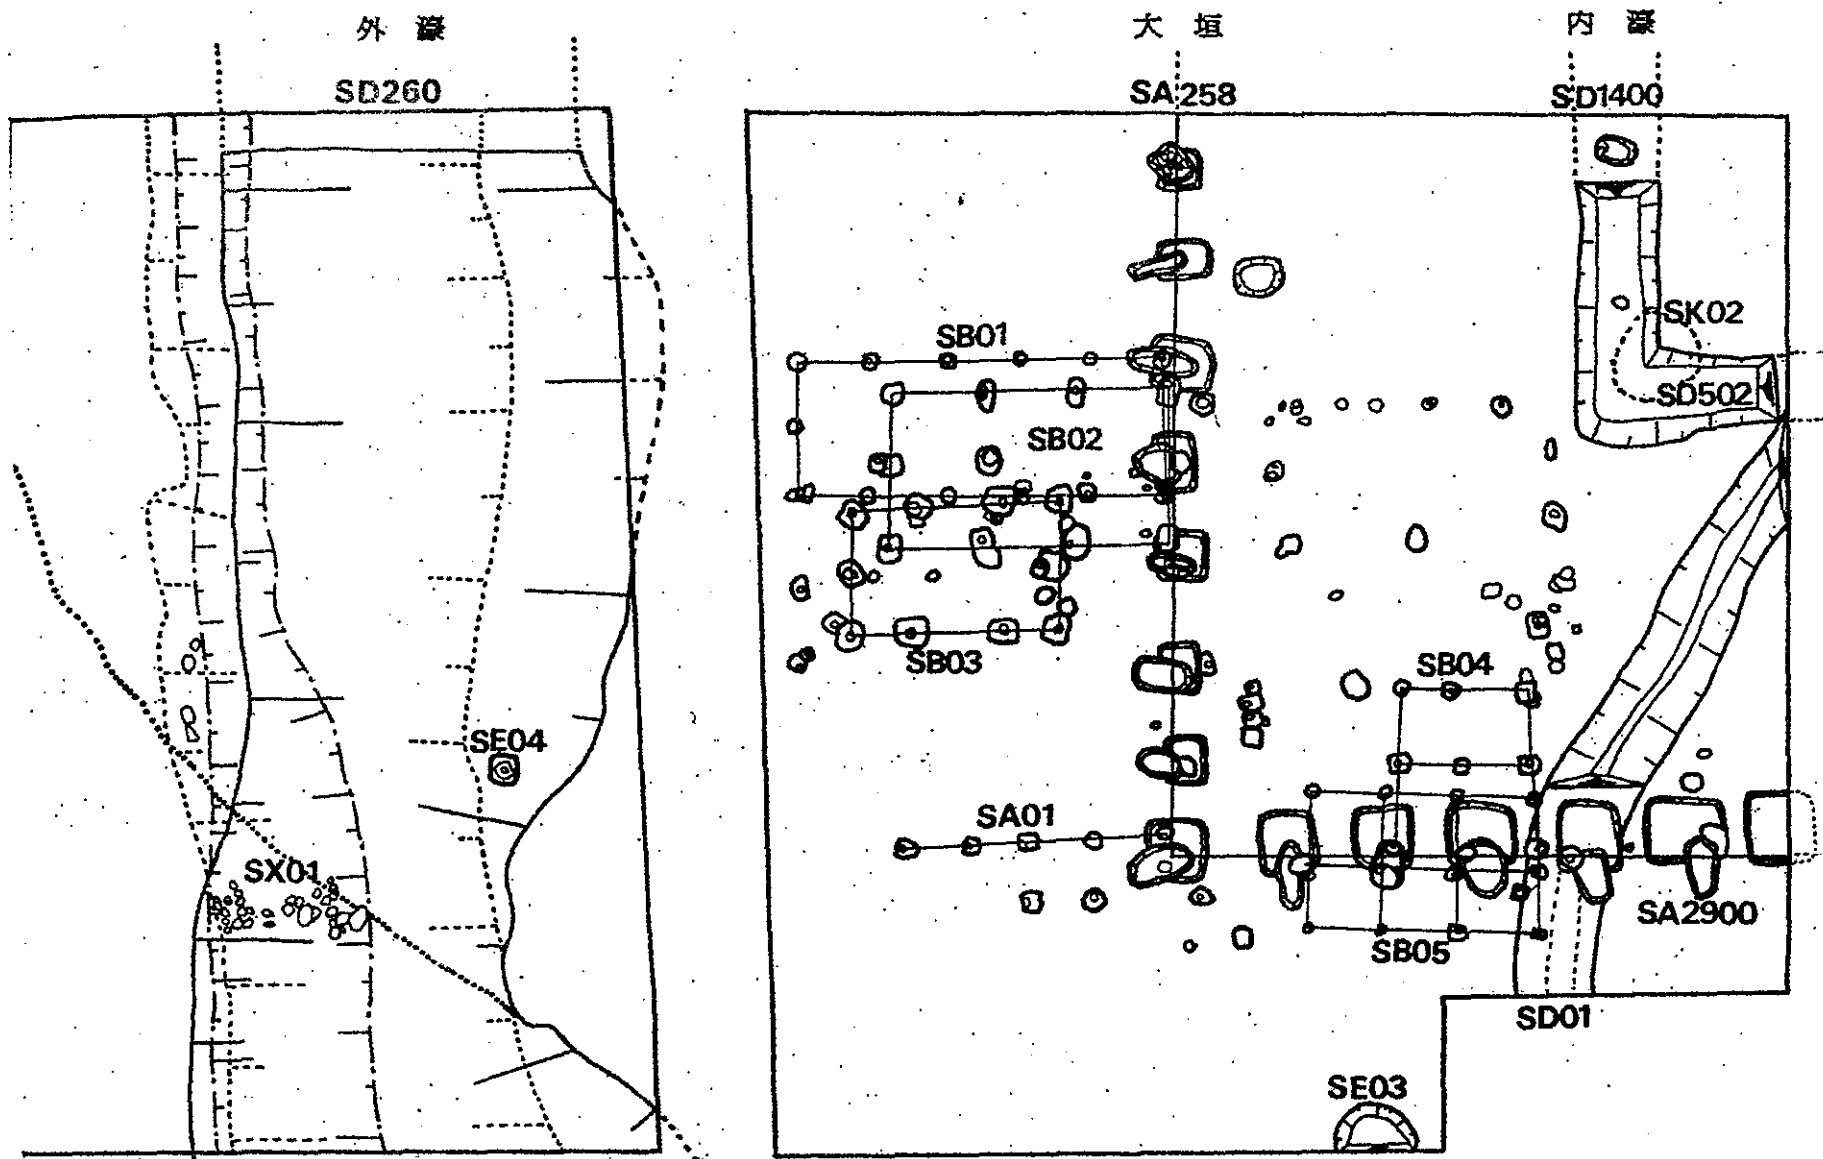 外濠
大垣
内濠
SD260
SA258
SD1400
SK02
SB01
SD502
SB02
SB03
SB04
SE04
SA01
SX01
SA2900
SB05
SD01
SE03